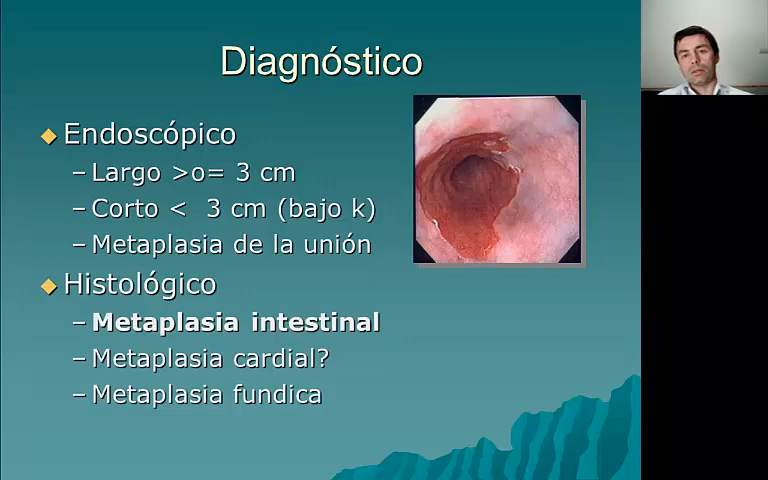 Diagnóstico
Endoscópico
– Largo >o= 3 cm
– Corto < 3 cm (bajo k)
– Metaplasia de la unión
Histológico
– Metaplasia intestinal
– Metaplasia cardial?
– Metaplasia fundica